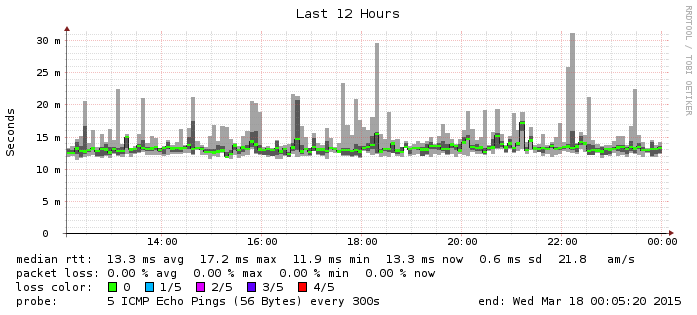 Last 12 Hours
RRDTOOL / TOBI OETIKER
Seconds
30 m
25 m
20 m
15 m
10 m
5 m
0
14:00 16:00 18:00 20:00 22:00 00:00
median rtt: 13.3 ms avg 17.2 ms max 11.9 ms min 13.3 ms now 0.6 ms sd 21.8 am/s
packet loss: 0.00 % avg 0.00 % max 0.00 % min 0.00 % now
loss color: 0 1/5 2/5 3/5 4/5
probe: 5 ICMP Echo Pings (56 Bytes) every 300s end: Wed Mar 18 00:05:20 2015